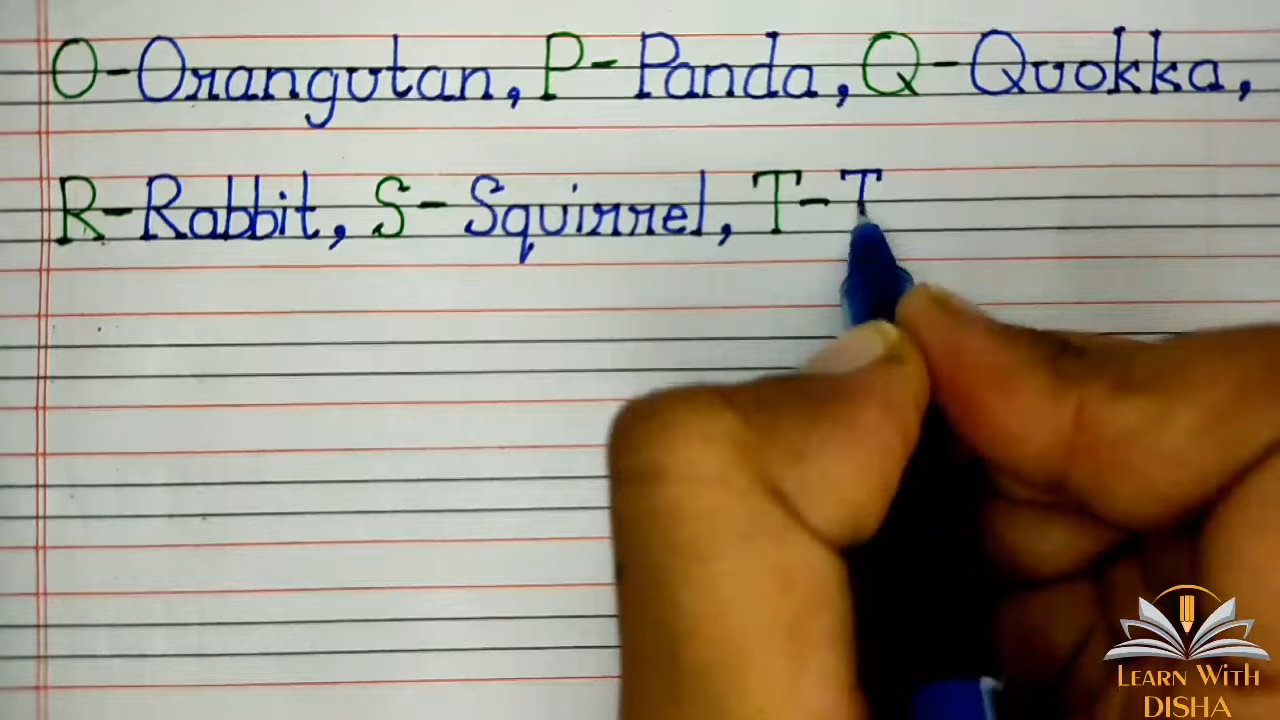 O-Orangutan, P-Panda, Q-Quokka,
R-Rabbit, S-Squirrel, T-T
LEARN WITH
DISHA